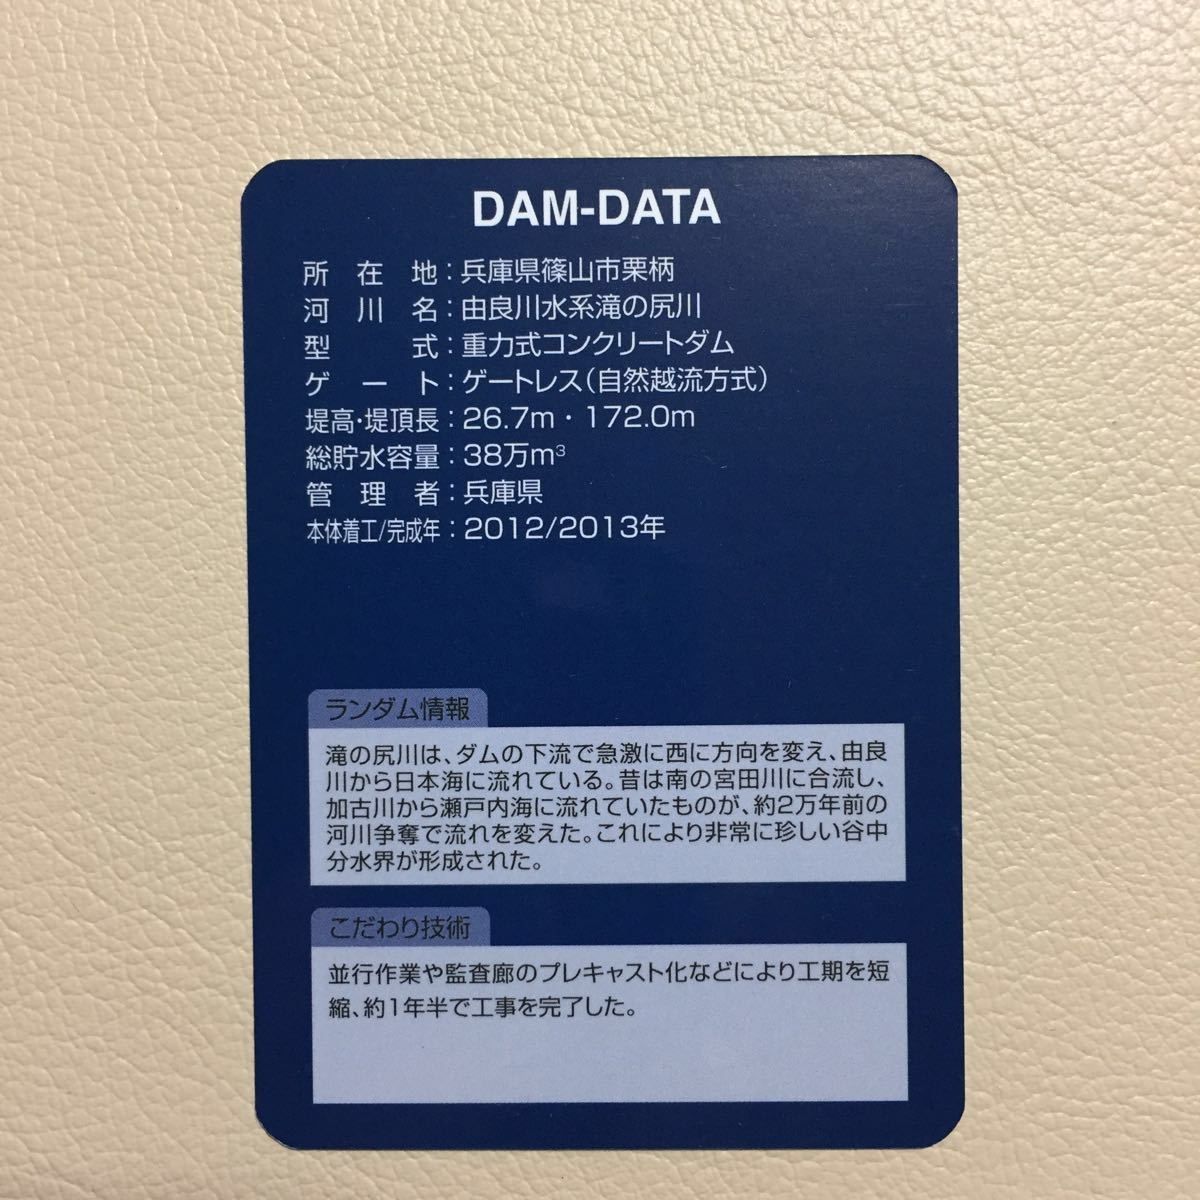 DAM-DATA
所在地：兵庫県篠山市栗柄
河川名：由良川水系滝の尻川
型式：重力式コンクリートダム
ゲート：ゲートレス(自然越流方式)
堤高・堤頂長：26.7m・172.0m
総貯水容量：38万m³
管理者：兵庫県
本体着工/完成年：2012/2013年
ランダム情報
滝の尻川は、ダムの下流で急激に西に方向を変え、由良
川から日本海に流れている。昔は南の宮田川に合流し、
加古川から瀬戸内海に流れていたものが、約2万年前の
河川争奪で流れを変えた。これにより非常に珍しい谷中
分水界が形成された。
こだわり技術
並行作業や監査廊のプレキャスト化などにより工期を短
縮、約1年半で工事を完了した。